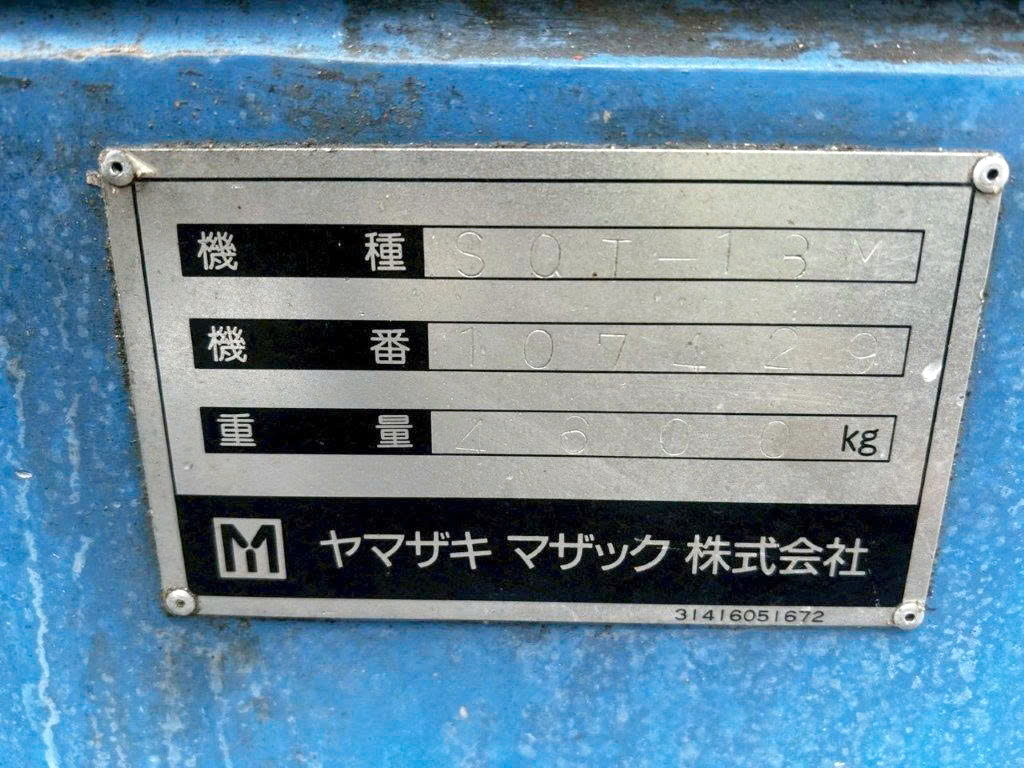 機種 SQT-18M
機番 107429
重量 4600 kg
M ヤマザキ マザック 株式会社
31416051672